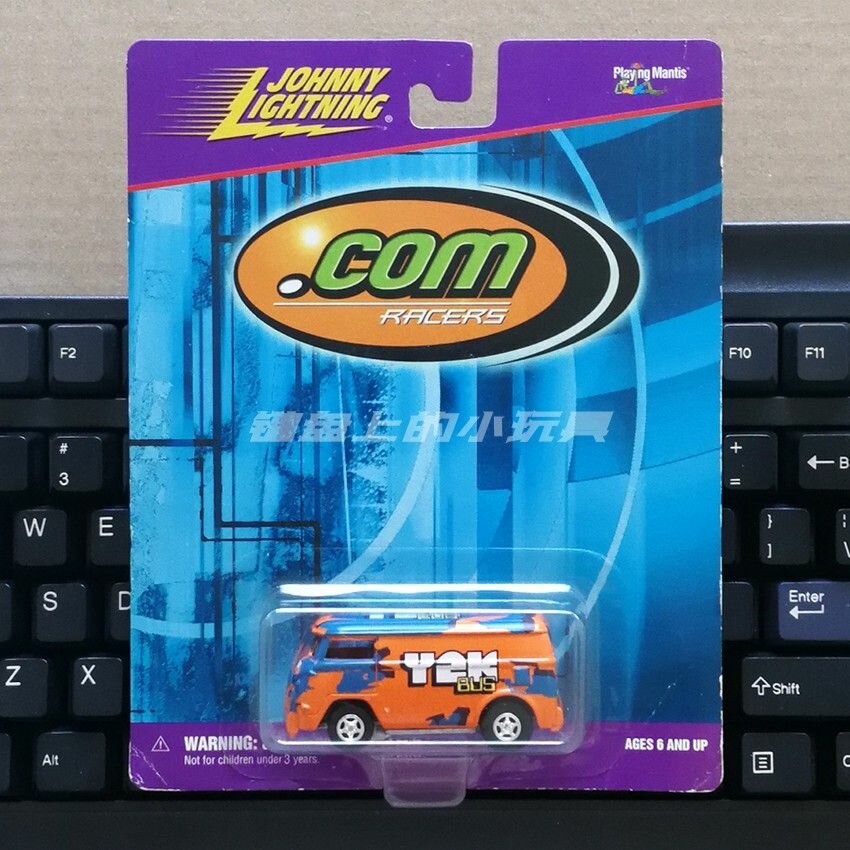 JOHNNY
LIGHTNING®
Playing Mantis
.COM
RACERS
F2
F10
F11
键盘上的小玩具
#
3
+
=
W
E
}
]
S
D
Enter
Z
X
Shift
Y2K
BUS
WARNING:
Not for children under 3 years.
AGES 6 AND UP
Alt